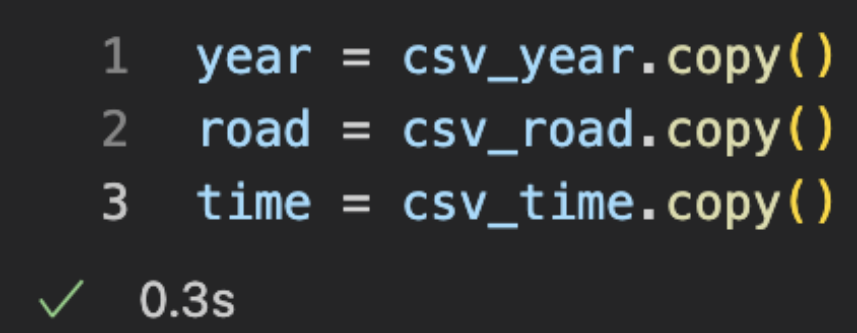 1 year = csv_year.copy()
2 road = csv_road.copy()
3 time = csv_time.copy()
✓ 0.3s